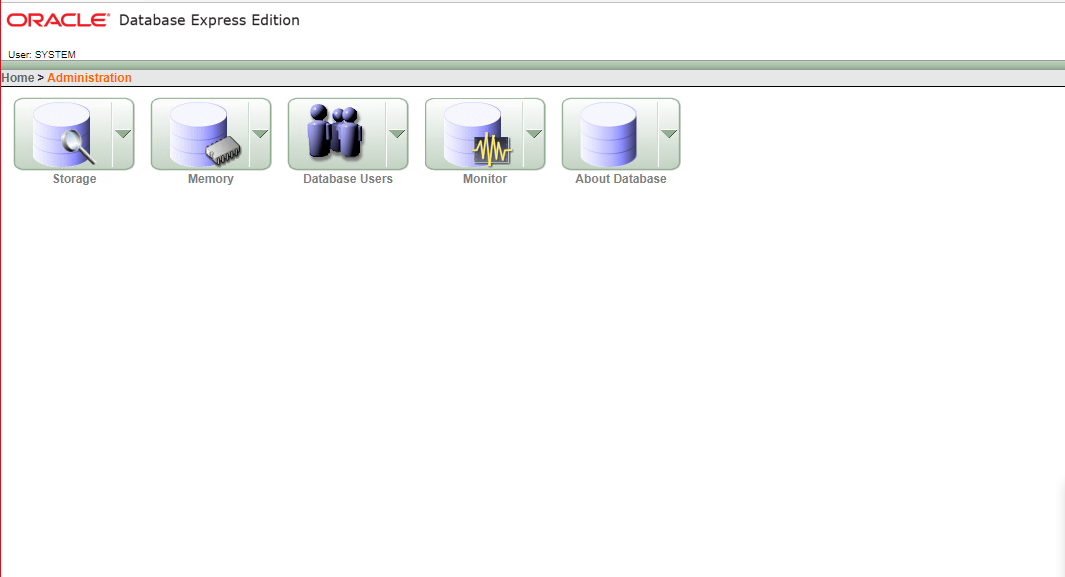 ORACLE Database Express Edition
User: SYSTEM
Home > Administration
Storage Memory Database Users Monitor About Database